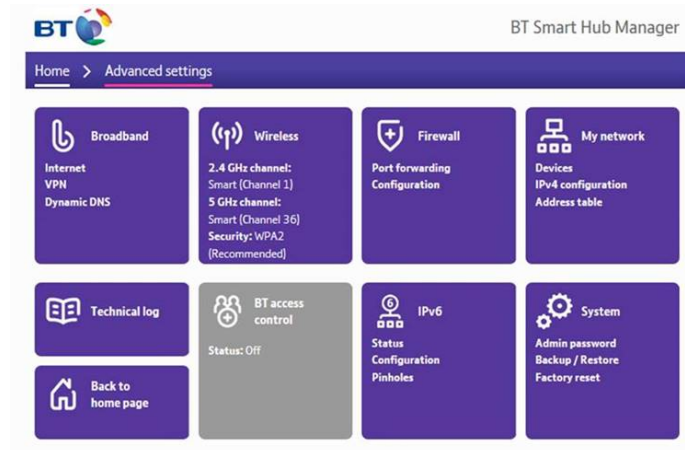 BT
BT Smart Hub Manager
Home > Advanced settings
Broadband
Internet
VPN
Dynamic DNS
Wireless
2.4 GHz channel:
Smart (Channel 1)
5 GHz channel:
Smart (Channel 36)
Security: WPA2
(Recommended)
Firewall
Port forwarding
Configuration
My network
Devices
IPv4 configuration
Address table
Technical log
Back to
home page
BT access
control
Status: Off
6
IPv6
Status
Configuration
Pinholes
System
Admin password
Backup / Restore
Factory reset